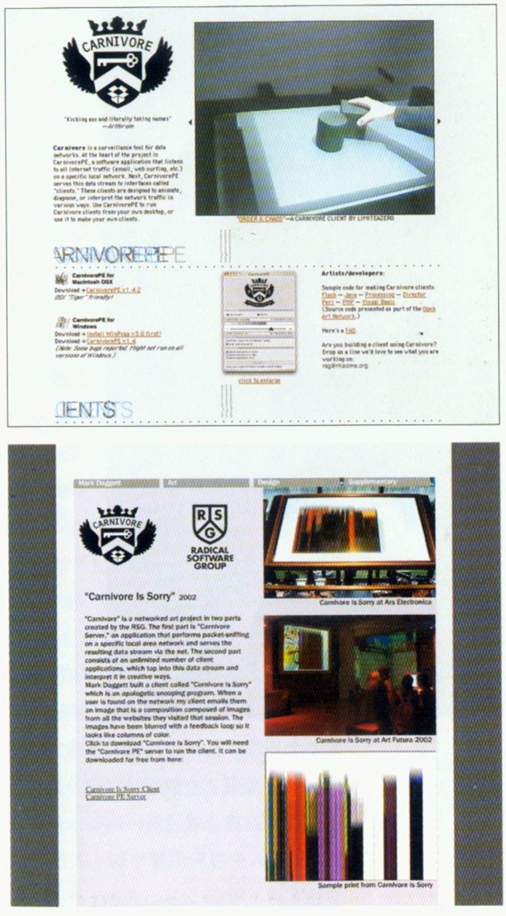 CARNIVORE
"Kicking ass and literally taking names"
—Artforum
Carnivore is a surveillance tool for data
networks. At the heart of the project is
CarnivorePE, a software application that listens
to all Internet traffic (email, web surfing, etc.)
on a specific local network. Next, CarnivorePE
serves this data stream to interfaces called
"clients." These clients are designed to animate,
diagnose, or interpret the network traffic in
various ways. Use CarnivorePE to run
Carnivore clients from your own desktop, or
use it to make your own clients.
"ORDER & CHAOS"—A CARNIVORE CLIENT BY LIMITEAZERO
CARNIVOREPE
CarnivorePE for
Macintosh OSX
Download → CarnivorePE v1.4.2
OSX "Tiger" friendly!
CarnivorePE for
Windows
Download → Install WinPcap v3.0 first!
Download → CarnivorePE v1.4
(Note: Some bugs reported. Might not run on all
versions of Windows.)
click to enlarge
Artists/developers:
Sample code for making Carnivore clients:
Flash — Java — Processing — Director
Perl — PHP — Visual Basic
(Source code presented as part of the Open
Art Network.)
Here's a FAQ.
Are you building a client using Carnivore?
Drop us a line we'd love to see what you are
working on:
rsg@rhizome.org
CLIENTS
Mark Daggett Art Design Supplementary
CARNIVORE
RSG
RADICAL
SOFTWARE
GROUP
Carnivore Is Sorry at Ars Electronica
"Carnivore Is Sorry" 2002
"Carnivore" is a networked art project in two parts
created by the RSG. The first part is "Carnivore
Server," an application that performs packet-sniffing
on a specific local area network and serves the
resulting data stream via the net. The second part
consists of an unlimited number of client
applications, which tap into this data stream and
interpret it in creative ways.
Mark Daggett built a client called "Carnivore Is Sorry"
which is an apologetic snooping program. When a
user is found on the network my client emails them
an image that is a composition composed of images
from all the websites they visited that session. The
images have been blurred with a feedback loop so it
looks like columns of color.
Click to download "Carnivore Is Sorry". You will need
the "Carnivore PE" server to run the client. It can be
downloaded for free from here:
Carnivore Is Sorry Client
Carnivore PE Server
Carnivore Is Sorry at Art Futura 2002
Sample print from Carnivore is Sorry